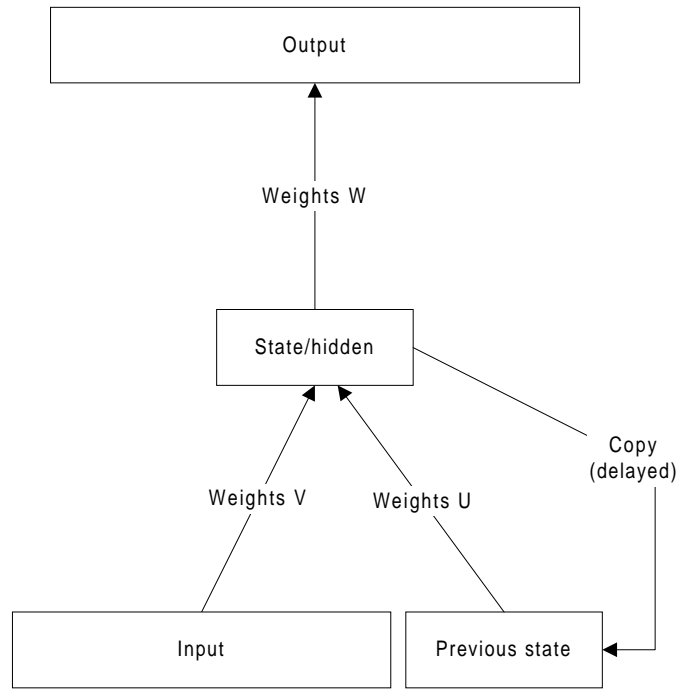 Output
Weights W
State/hidden
Copy
(delayed)
Weights V
Weights U
Input
Previous state